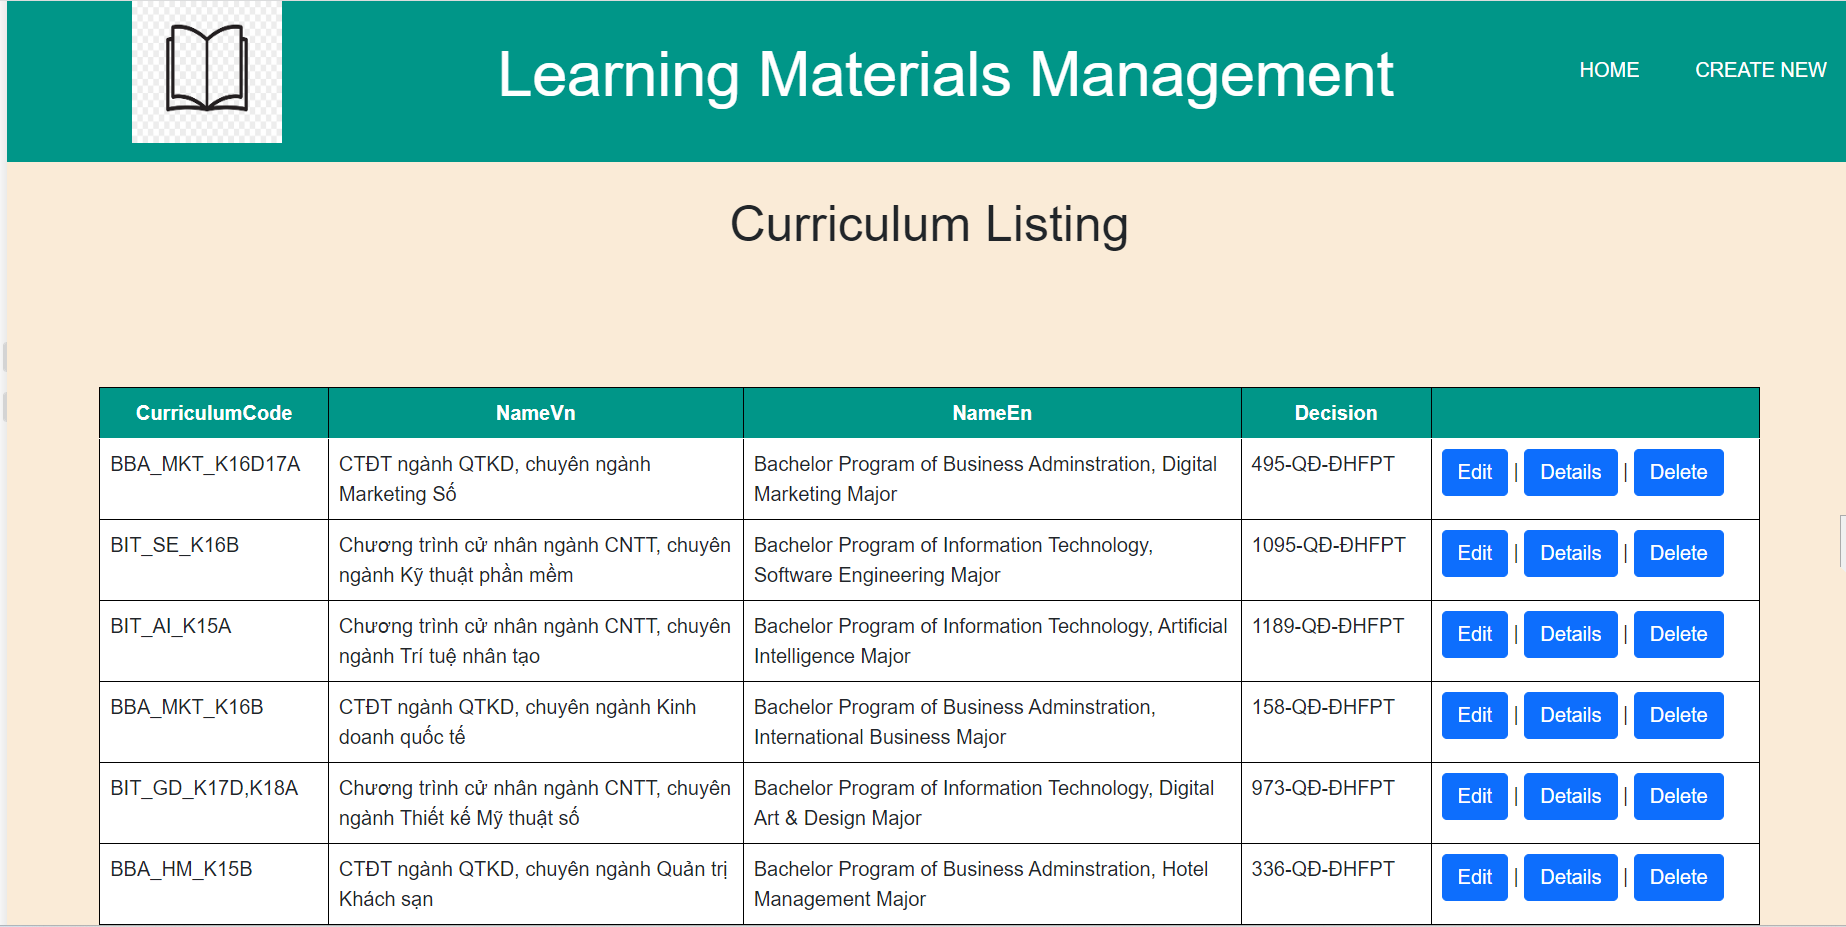 Learning Materials Management
HOME
CREATE NEW
Curriculum Listing
CurriculumCode
NameVn
NameEn
Decision
BBA_MKT_K16D17A
CTĐT ngành QTKD, chuyên ngành
Marketing Số
Bachelor Program of Business Adminstration, Digital
Marketing Major
495-QĐ-ĐHFPT
Edit | Details | Delete
BIT_SE_K16B
Chương trình cử nhân ngành CNTT, chuyên
ngành Kỹ thuật phần mềm
Bachelor Program of Information Technology,
Software Engineering Major
1095-QĐ-ĐHFPT
Edit | Details | Delete
BIT_AI_K15A
Chương trình cử nhân ngành CNTT, chuyên
ngành Trí tuệ nhân tạo
Bachelor Program of Information Technology, Artificial
Intelligence Major
1189-QĐ-ĐHFPT
Edit | Details | Delete
BBA_MKT_K16B
CTĐT ngành QTKD, chuyên ngành Kinh
doanh quốc tế
Bachelor Program of Business Adminstration,
International Business Major
158-QĐ-ĐHFPT
Edit | Details | Delete
BIT_GD_K17D,K18A
Chương trình cử nhân ngành CNTT, chuyên
ngành Thiết kế Mỹ thuật số
Bachelor Program of Information Technology, Digital
Art & Design Major
973-QĐ-ĐHFPT
Edit | Details | Delete
BBA_HM_K15B
CTĐT ngành QTKD, chuyên ngành Quản trị
Khách sạn
Bachelor Program of Business Adminstration, Hotel
Management Major
336-QĐ-ĐHFPT
Edit | Details | Delete